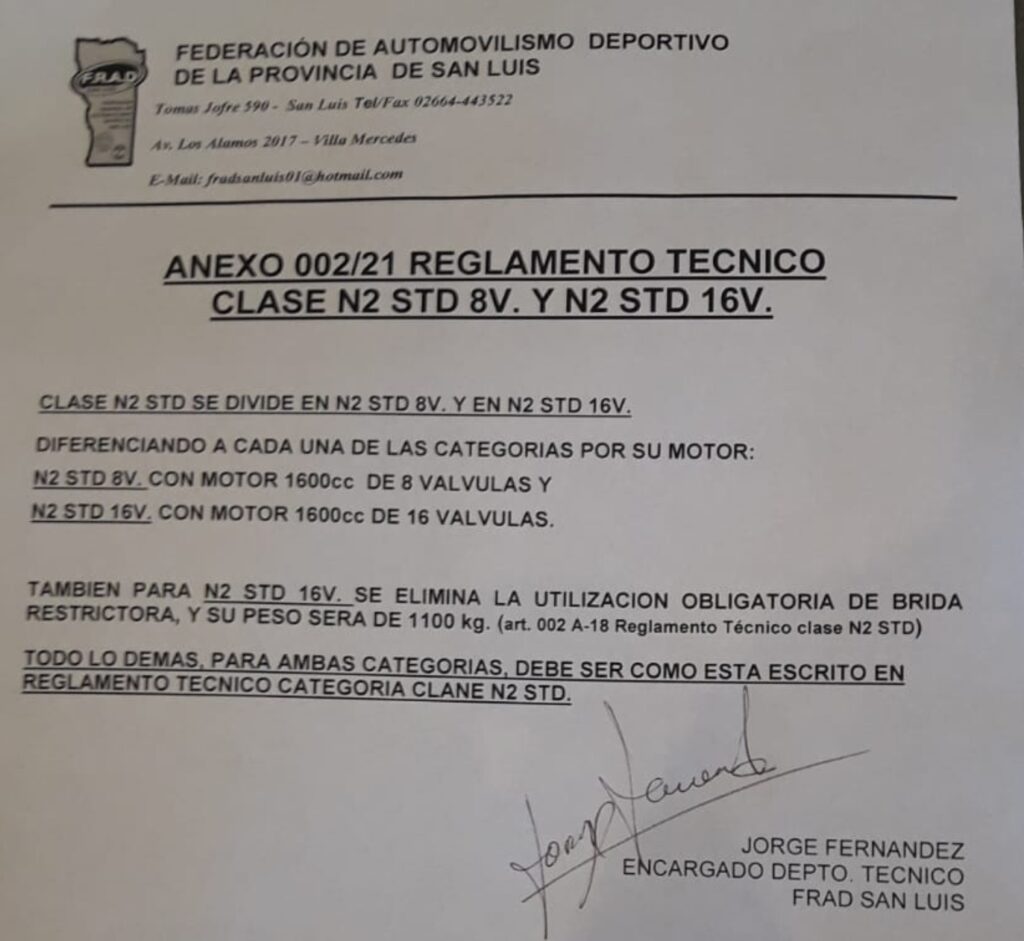 FRAD
FEDERACIÓN DE AUTOMOVILISMO DEPORTIVO
DE LA PROVINCIA DE SAN LUIS
Tomas Jofre 590 - San Luis Tel/Fax 02664-443522
Av. Los Alamos 2017 – Villa Mercedes
E-Mail: fradsanluis01@hotmail.com
ANEXO 002/21 REGLAMENTO TECNICO
CLASE N2 STD 8V. Y N2 STD 16V.
CLASE N2 STD SE DIVIDE EN N2 STD 8V. Y EN N2 STD 16V.
DIFERENCIANDO A CADA UNA DE LAS CATEGORIAS POR SU MOTOR:
N2 STD 8V. CON MOTOR 1600cc DE 8 VALVULAS Y
N2 STD 16V. CON MOTOR 1600cc DE 16 VALVULAS.
TAMBIEN PARA N2 STD 16V. SE ELIMINA LA UTILIZACION OBLIGATORIA DE BRIDA
RESTRICTORA, Y SU PESO SERA DE 1100 kg. (art. 002 A-18 Reglamento Técnico clase N2 STD)
TODO LO DEMAS, PARA AMBAS CATEGORIAS, DEBE SER COMO ESTA ESCRITO EN
REGLAMENTO TECNICO CATEGORIA CLANE N2 STD.
JORGE FERNANDEZ
ENCARGADO DEPTO. TECNICO
FRAD SAN LUIS